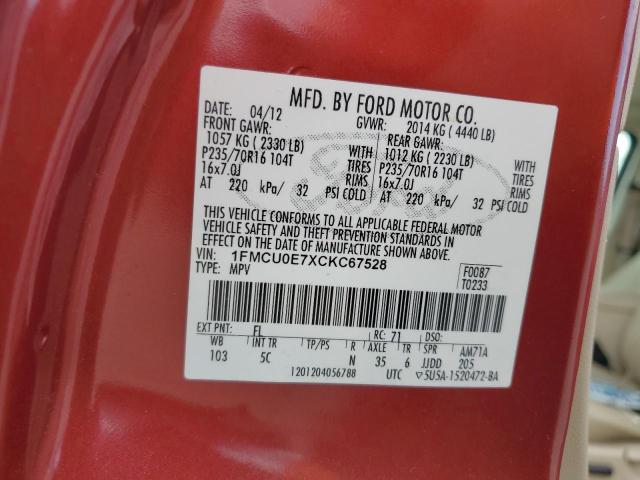 MFD. BY FORD MOTOR CO.
DATE: 04/12 GVWR: 2014 KG ( 4440 LB)
FRONT GAWR: REAR GAWR:
1057 KG ( 2330 LB) WITH 1012 KG ( 2230 LB) WITH
P235/70R16 104T TIRES P235/70R16 104T TIRES
16x7.0J RIMS 16x7.0J RIMS
AT 220 kPa/ 32 PSI COLD AT 220 kPa/ 32 PSI COLD
THIS VEHICLE CONFORMS TO ALL APPLICABLE FEDERAL MOTOR
VEHICLE SAFETY AND THEFT PREVENTION STANDARDS IN
EFFECT ON THE DATE OF MANUFACTURE SHOWN ABOVE.
VIN: 1FMCU0E7XCKC67528
TYPE: MPV
F0087
T0233
EXT PNT: FL RC: 71 DSO:
WB INT TR TP/PS R AXLE TR SPR AM71A
103 5C N 35 6 JJDD 205
1201204056788 UTC ▽5U5A-1520472-BA
Ford